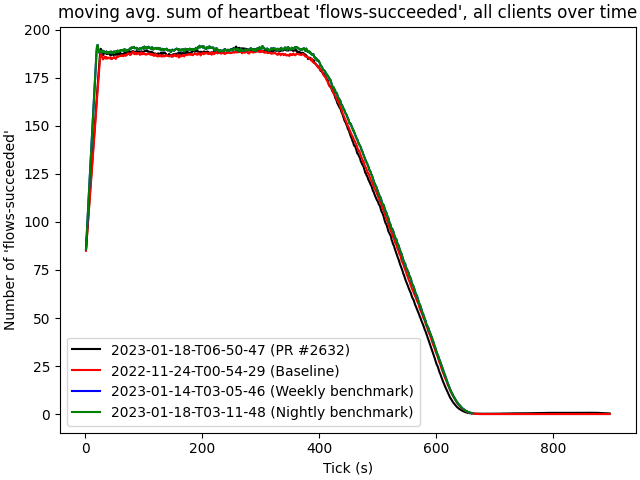 moving avg. sum of heartbeat 'flows-succeeded', all clients over time
Number of 'flows-succeeded'
200
175
150
125
100
75
50
25
0
2023-01-18-T06-50-47 (PR #2632)
2022-11-24-T00-54-29 (Baseline)
2023-01-14-T03-05-46 (Weekly benchmark)
2023-01-18-T03-11-48 (Nightly benchmark)
0 200 400 600 800
Tick (s)